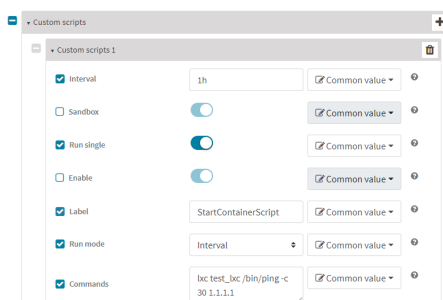 Custom scripts
Custom scripts 1
Interval 1h Common value
Sandbox Common value
Run single Common value
Enable Common value
Label StartContainerScript Common value
Run mode Interval Common value
Commands lxc test_lxc /bin/ping -c Common value
30 1.1.1.1